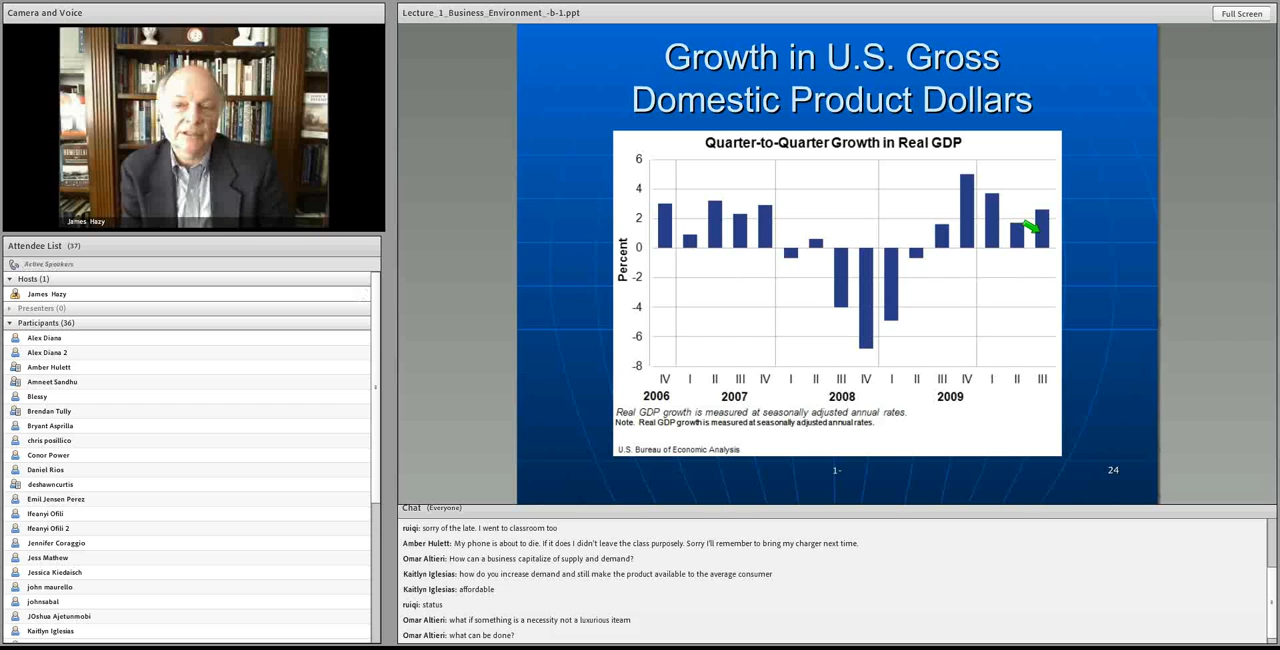 Camera and Voice
James Hazy
Attendee List (37)
Active Speakers
Hosts (1)
James Hazy
Presenters (0)
Participants (36)
Alex Diana
Alex Diana 2
Amber Hulett
Amneet Sandhu
Blessy
Brendan Tully
Bryant Asprilla
chris posillico
Conor Power
Daniel Rios
deshawncurtis
Emil Jensen Perez
Ifeanyi Ofili
Ifeanyi Ofili 2
Jennifer Coraggio
Jess Mathew
Jessica Kiedaisch
john maurello
johnsabal
JOshua Ajetunmobi
Kaitlyn Iglesias
Lecture_1_Business_Environment_-b-1.ppt
Full Screen
Growth in U.S. Gross
Domestic Product Dollars
Quarter-to-Quarter Growth in Real GDP
6
4
2
0
-2
-4
-6
-8
Percent
IV I II III IV I II III IV I II III IV I II III
2006 2007 2008 2009
Real GDP growth is measured at seasonally adjusted annual rates.
Note. Real GDP growth is measured at seasonally adjusted annual rates.
U.S. Bureau of Economic Analysis
1-
24
Chat (Everyone)
ruiqi: sorry of the late. I went to classroom too
Amber Hulett: My phone is about to die. If it does I didn't leave the class purposely. Sorry I'll remember to bring my charger next time.
Omar Altieri: How can a business capitalize of supply and demand?
Kaitlyn Iglesias: how do you increase demand and still make the product available to the average consumer
Kaitlyn Iglesias: affordable
ruiqi: status
Omar Altieri: what if something is a necessity not a luxurious iteam
Omar Altieri: what can be done?